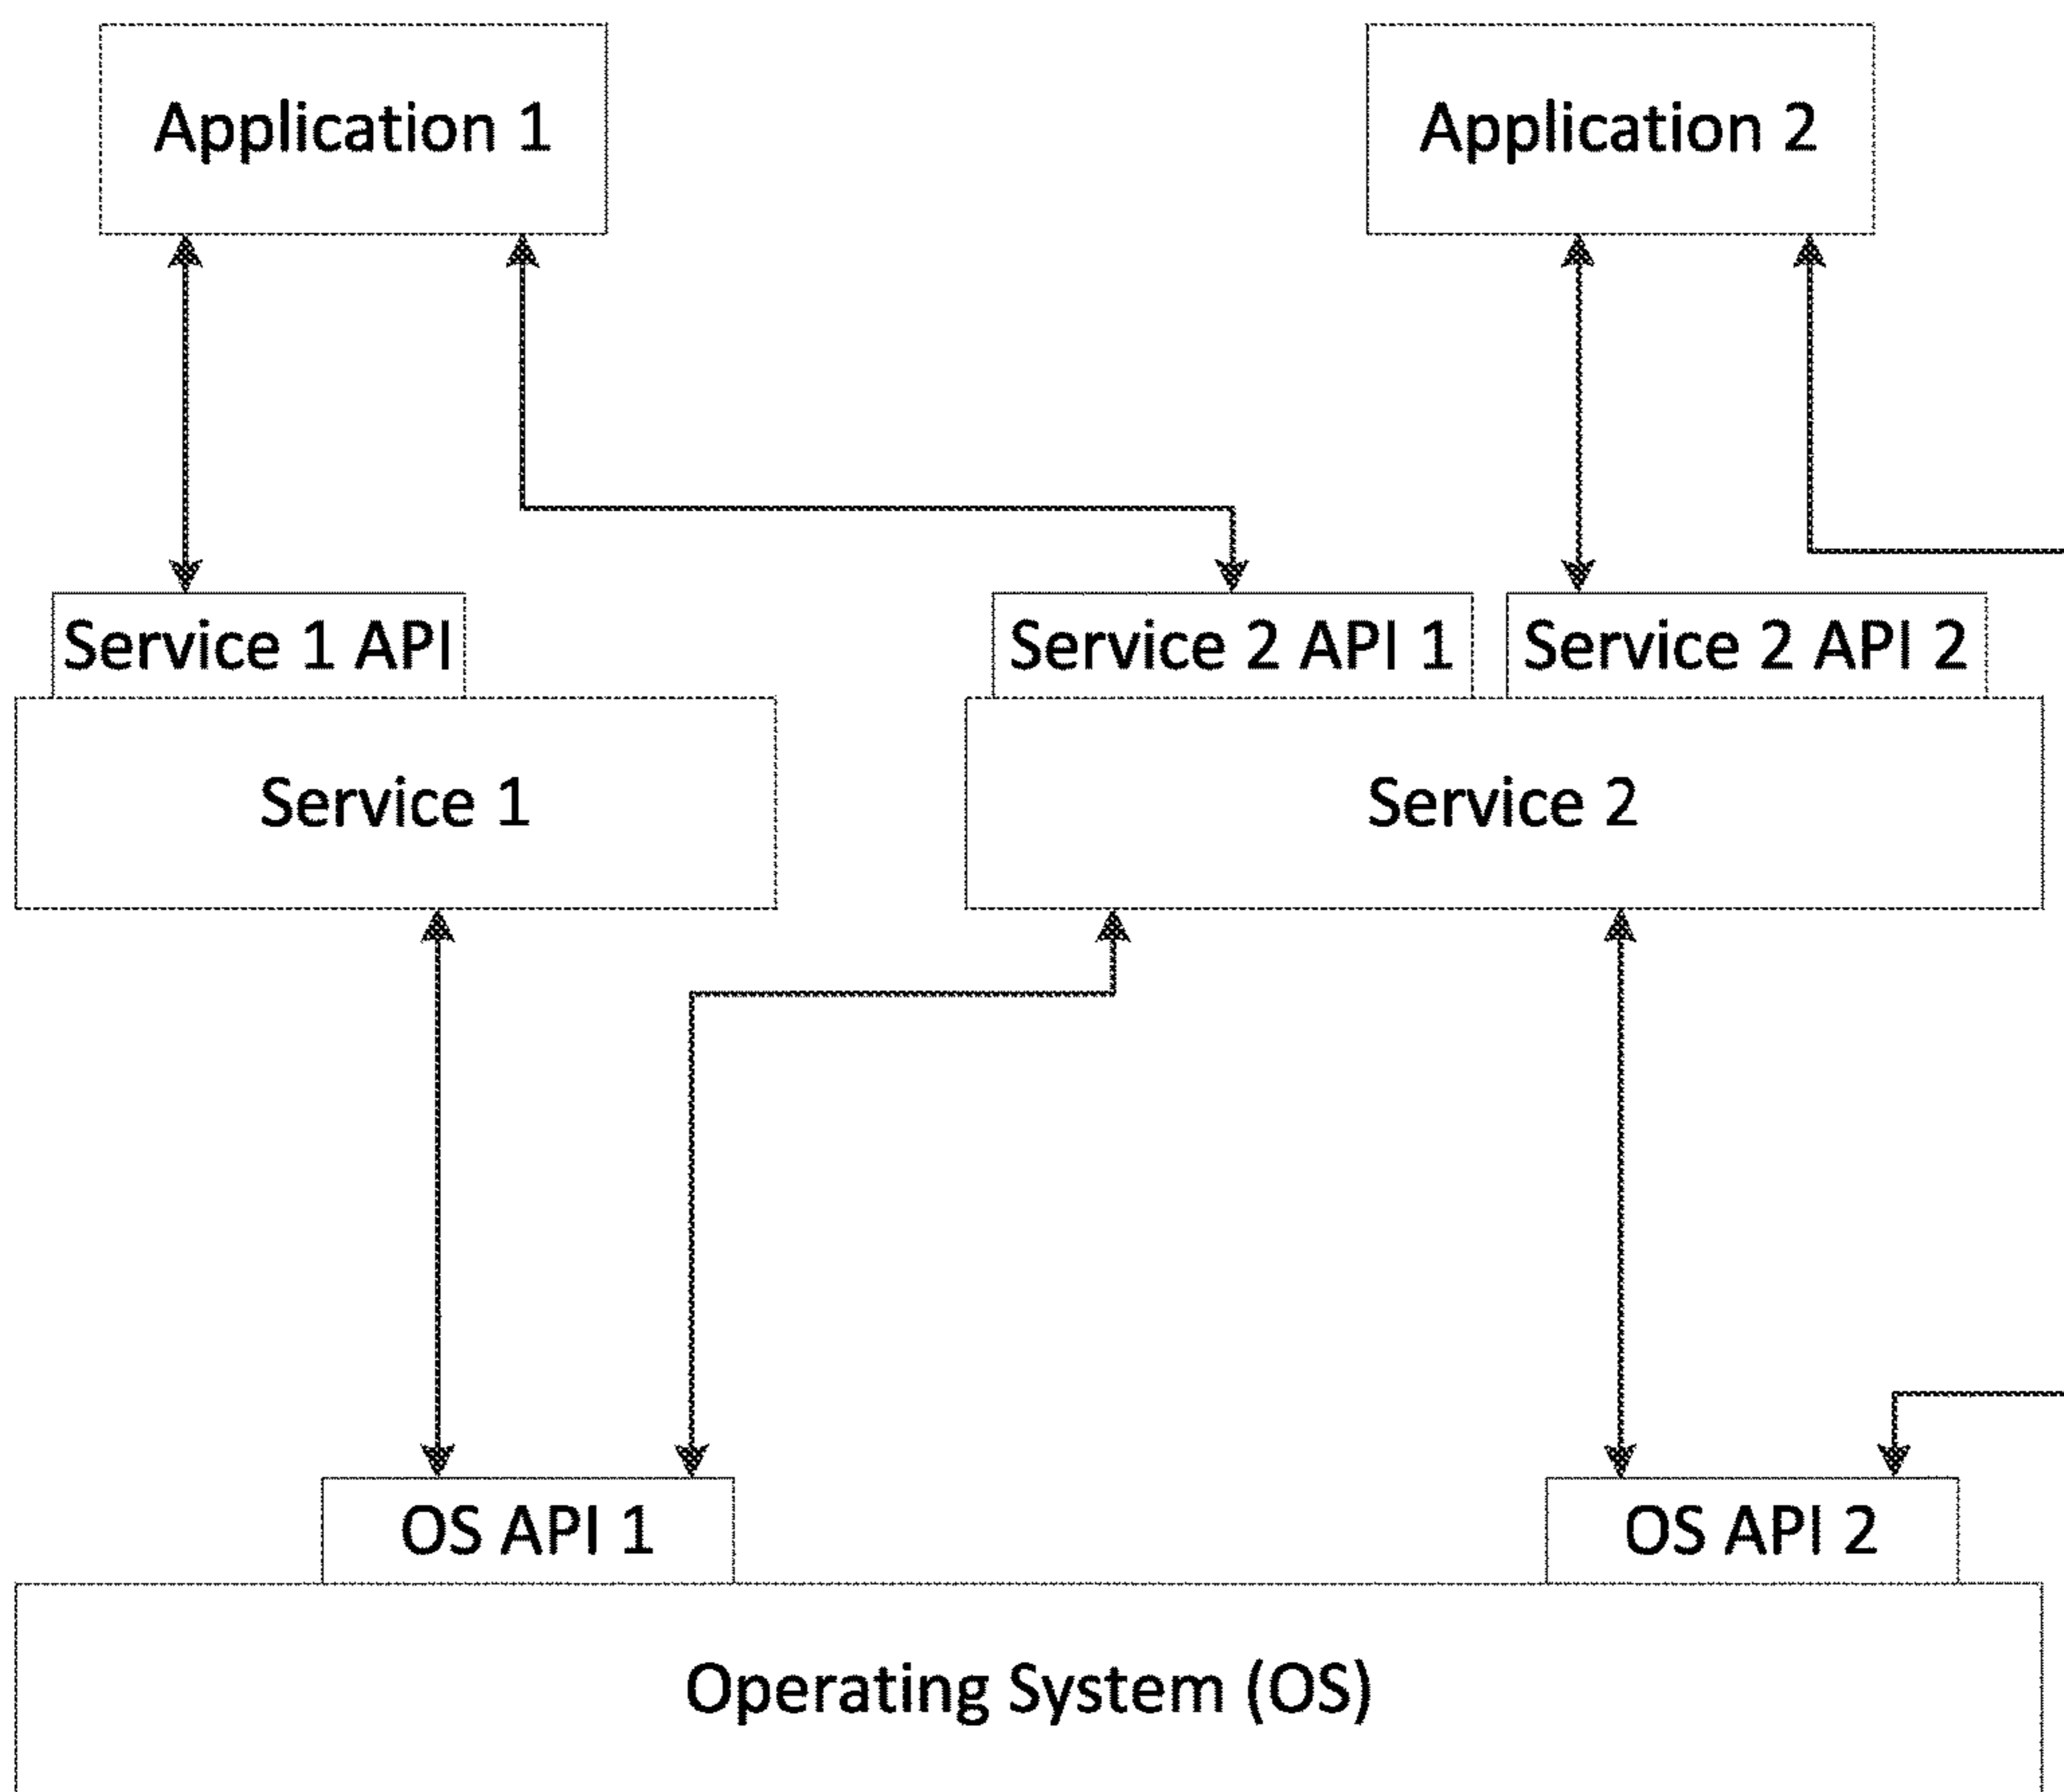 Application 1
Application 2
Service 1 API
Service 2 API 1
Service 2 API 2
Service 1
Service 2
OS API 1
OS API 2
Operating System (OS)